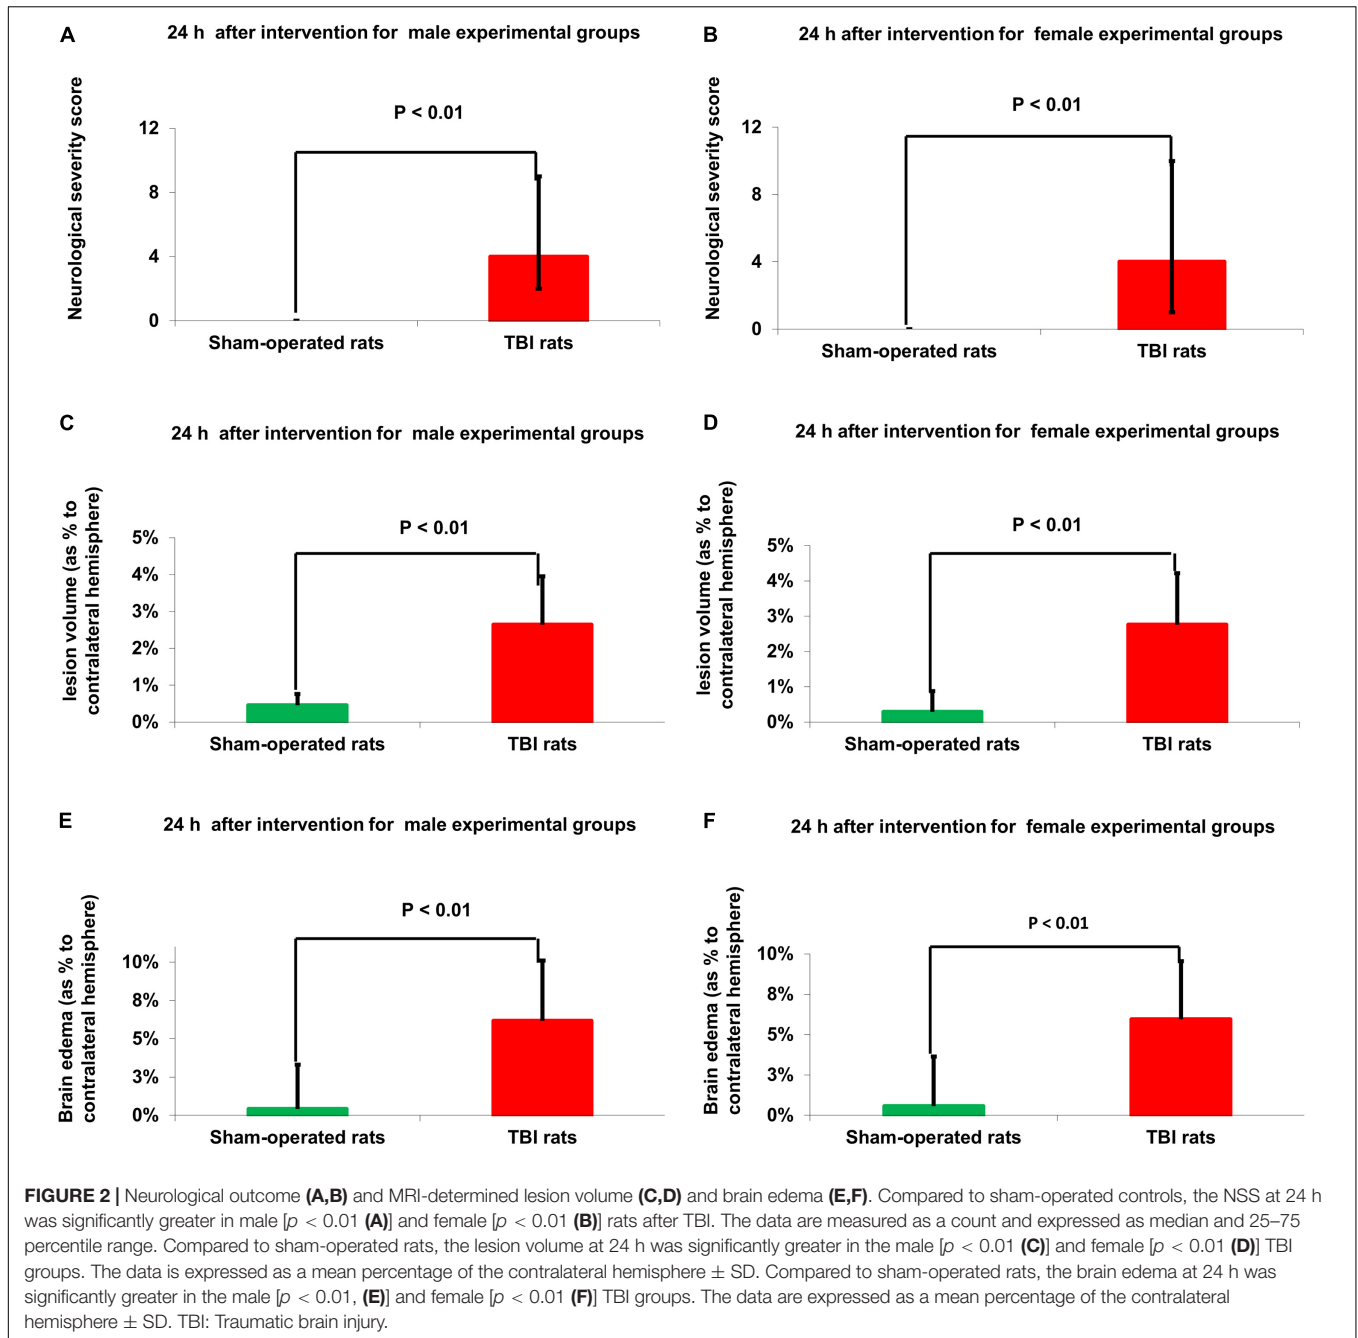 A
24 h after intervention for male experimental groups
Neurological severity score
P < 0.01
12
8
4
0
Sham-operated rats
TBI rats
B
24 h after intervention for female experimental groups
Neurological severity score
P < 0.01
12
8
4
0
Sham-operated rats
TBI rats
C
24 h after intervention for male experimental groups
lesion volume (as % to
contralateral hemisphere)
P < 0.01
5%
4%
3%
2%
1%
0%
Sham-operated rats
TBI rats
D
24 h after intervention for female experimental groups
lesion volume (as % to
contralateral hemisphere)
P < 0.01
5%
4%
3%
2%
1%
0%
Sham-operated rats
TBI rats
E
24 h after intervention for male experimental groups
Brain edema (as % to
contralateral hemisphere)
P < 0.01
10%
8%
5%
3%
0%
Sham-operated rats
TBI rats
F
24 h after intervention for female experimental groups
Brain edema (as % to
contralateral hemisphere)
P < 0.01
10%
8%
5%
3%
0%
Sham-operated rats
TBI rats
FIGURE 2 | Neurological outcome (A,B) and MRI-determined lesion volume (C,D) and brain edema (E,F). Compared to sham-operated controls, the NSS at 24 h
was significantly greater in male [p < 0.01 (A)] and female [p < 0.01 (B)] rats after TBI. The data are measured as a count and expressed as median and 25–75
percentile range. Compared to sham-operated rats, the lesion volume at 24 h was significantly greater in the male [p < 0.01 (C)] and female [p < 0.01 (D)] TBI
groups. The data is expressed as a mean percentage of the contralateral hemisphere ± SD. Compared to sham-operated rats, the brain edema at 24 h was
significantly greater in the male [p < 0.01, (E)] and female [p < 0.01 (F)] TBI groups. The data are expressed as a mean percentage of the contralateral
hemisphere ± SD. TBI: Traumatic brain injury.